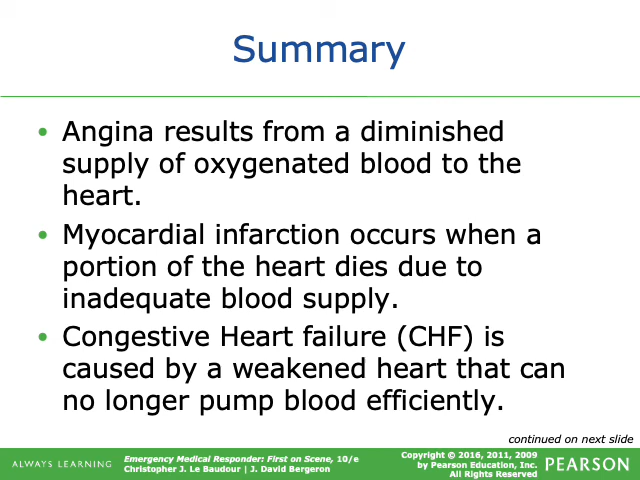 Summary
• Angina results from a diminished
supply of oxygenated blood to the
heart.
• Myocardial infarction occurs when a
portion of the heart dies due to
inadequate blood supply.
• Congestive Heart failure (CHF) is
caused by a weakened heart that can
no longer pump blood efficiently.
continued on next slide
ALWAYS LEARNING
Emergency Medical Responder: First on Scene, 10/e
Christopher J. Le Baudour | J. David Bergeron
Copyright © 2016, 2011, 2009
by Pearson Education, Inc.
All Rights Reserved
PEARSON